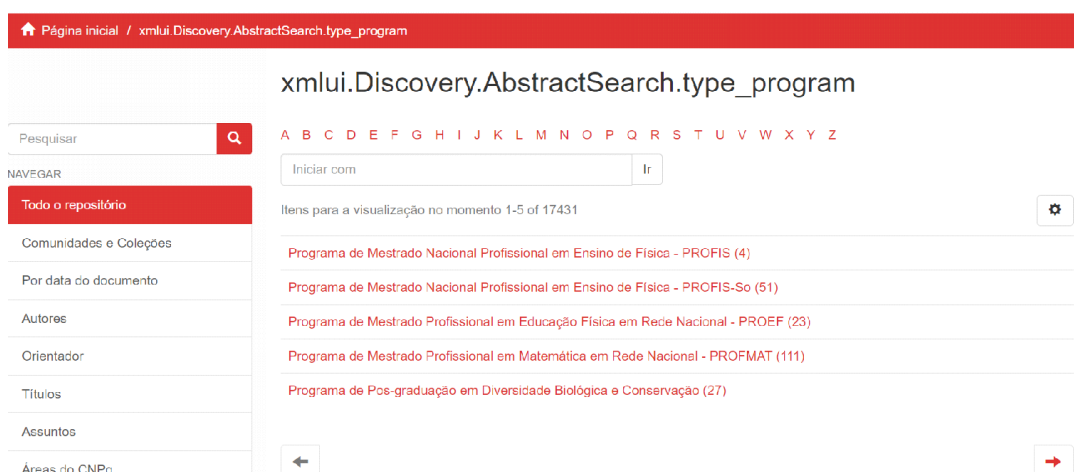 Página inicial / xmlui.Discovery.AbstractSearch.type_program
xmlui.Discovery.AbstractSearch.type_program
Pesquisar
NAVEGAR
Todo o repositório
Comunidades e Coleções
Por data do documento
Autores
Orientador
Títulos
Assuntos
Áreas do CNPq
A B C D E F G H I J K L M N O P Q R S T U V W X Y Z
Iniciar com
Ir
Itens para a visualização no momento 1-5 of 17431
Programa de Mestrado Nacional Profissional em Ensino de Física - PROFIS (4)
Programa de Mestrado Nacional Profissional em Ensino de Física - PROFIS-So (51)
Programa de Mestrado Profissional em Educação Física em Rede Nacional - PROEF (23)
Programa de Mestrado Profissional em Matemática em Rede Nacional - PROFMAT (111)
Programa de Pos-graduação em Diversidade Biológica e Conservação (27)